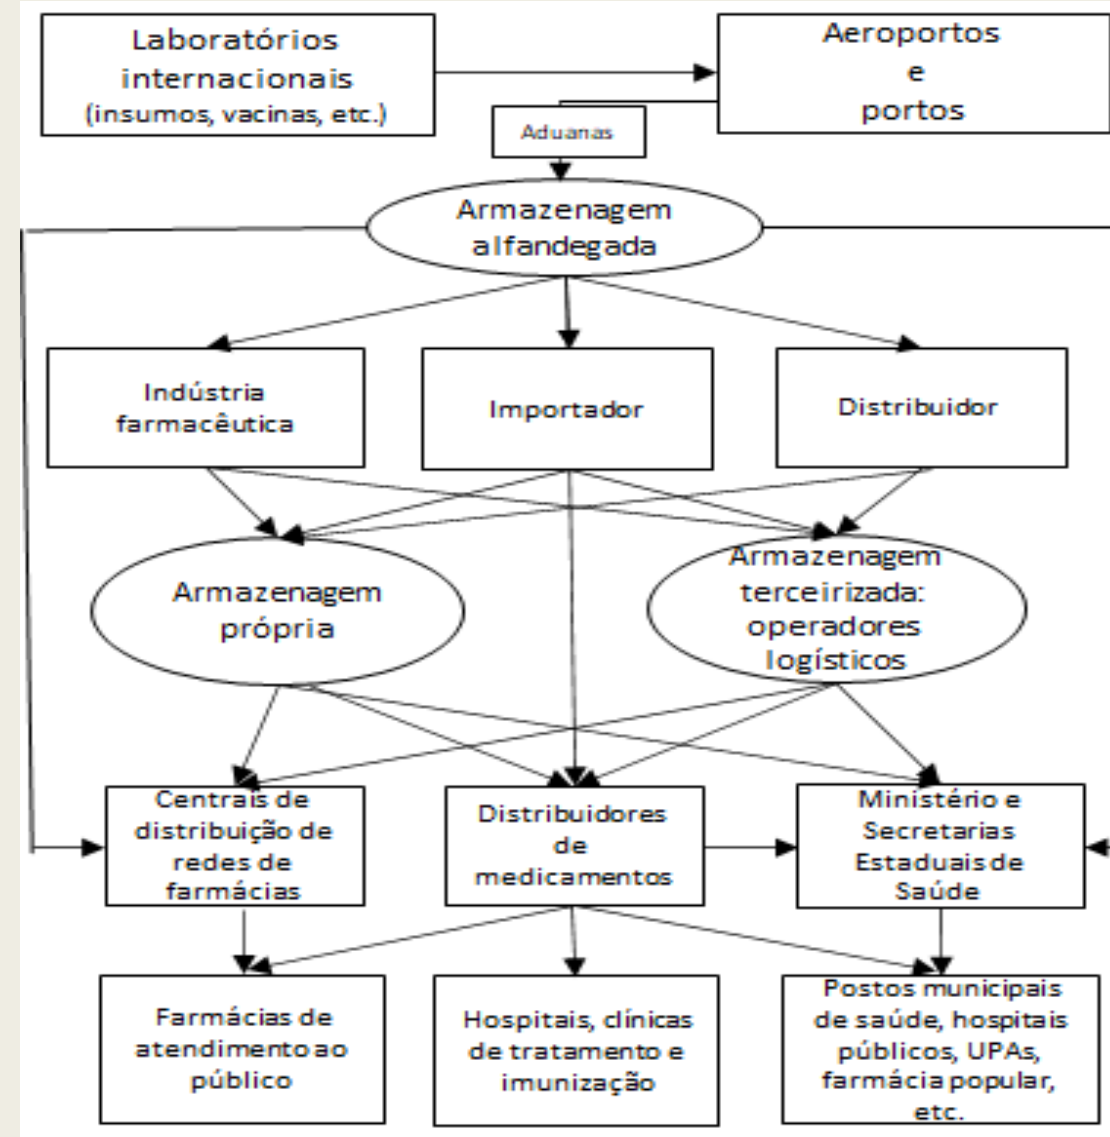 Laboratórios
internacionais
(insumos, vacinas, etc.)
Aeroportos
e
portos
Aduanas
Armazenagem
alfandegada
Indústria
farmacêutica
Importador
Distribuidor
Armazenagem
própria
Armazenagem
terceirizada:
operadores
logísticos
Centrais de
distribuição de
redes de
farmácias
Distribuidores
de
medicamentos
Ministério e
Secretarias
Estaduais de
Saúde
Farmácias de
atendimento ao
público
Hospitais, clínicas
de tratamento e
imunização
Postos municipais
de saúde, hospitais
públicos, UPAs,
farmácia popular,
etc.